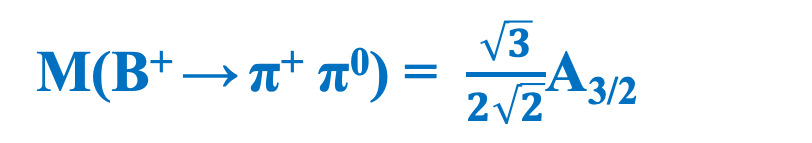 M(B⁺ → π⁺ π⁰) = √3/2√2 A₃/₂